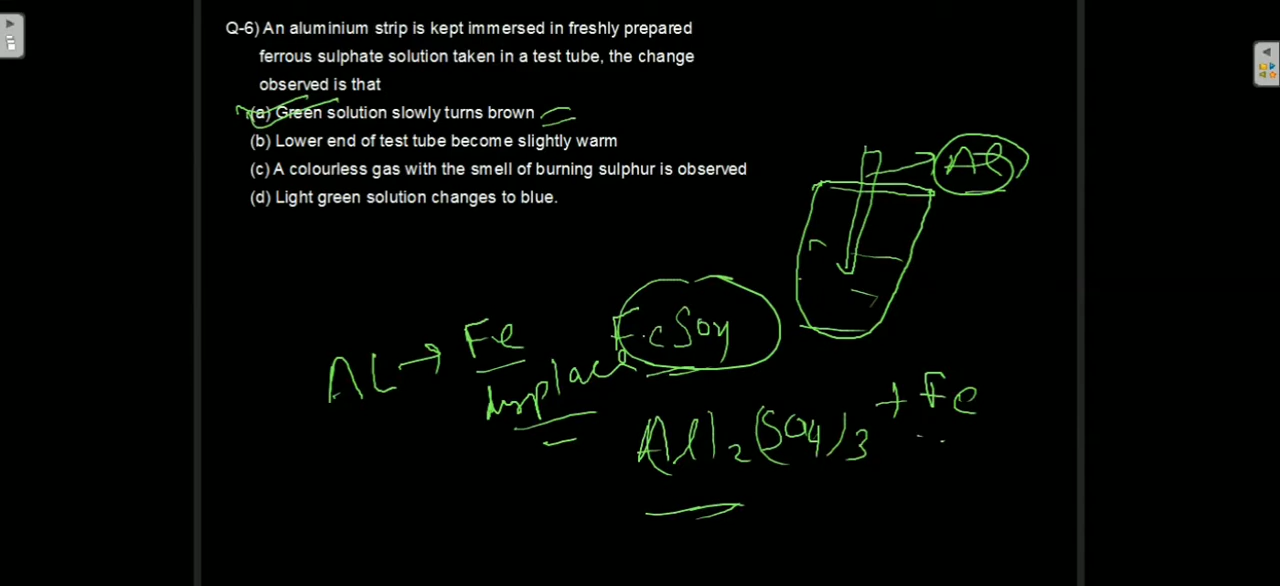 Q-6) An aluminium strip is kept immersed in freshly prepared
ferrous sulphate solution taken in a test tube, the change
observed is that
(a) Green solution slowly turns brown
(b) Lower end of test tube become slightly warm
(c) A colourless gas with the smell of burning sulphur is observed
(d) Light green solution changes to blue.
Al
Al → Fe
FeSO4
displace
Al2(SO4)3 + Fe